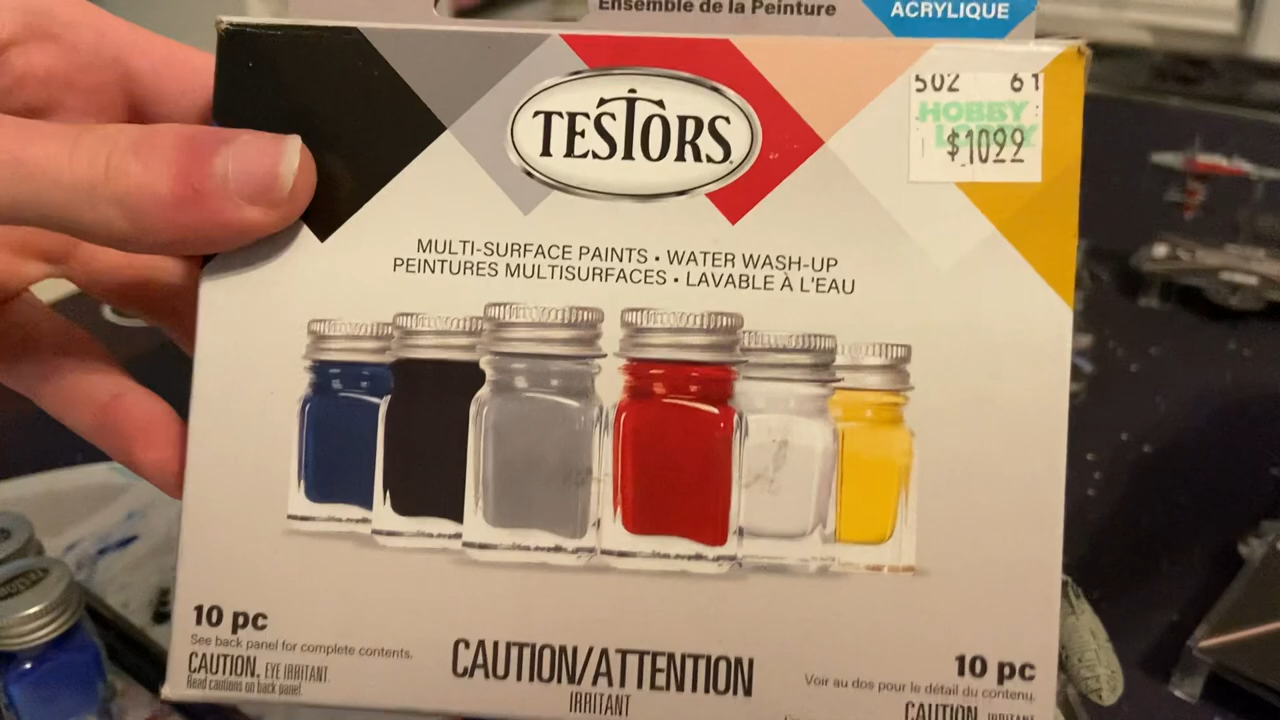 Ensemble de la Peinture
ACRYLIQUE
502 61
HOBBY
LOBBY
$10.99
TESTORS
MULTI-SURFACE PAINTS • WATER WASH-UP
PEINTURES MULTISURFACES • LAVABLE À L'EAU
10 pc
See back panel for complete contents.
CAUTION. EYE IRRITANT.
Read cautions on back panel.
CAUTION/ATTENTION
IRRITANT
10 pc
Voir au dos pour le détail du contenu.
CAUTION. IRRITANT